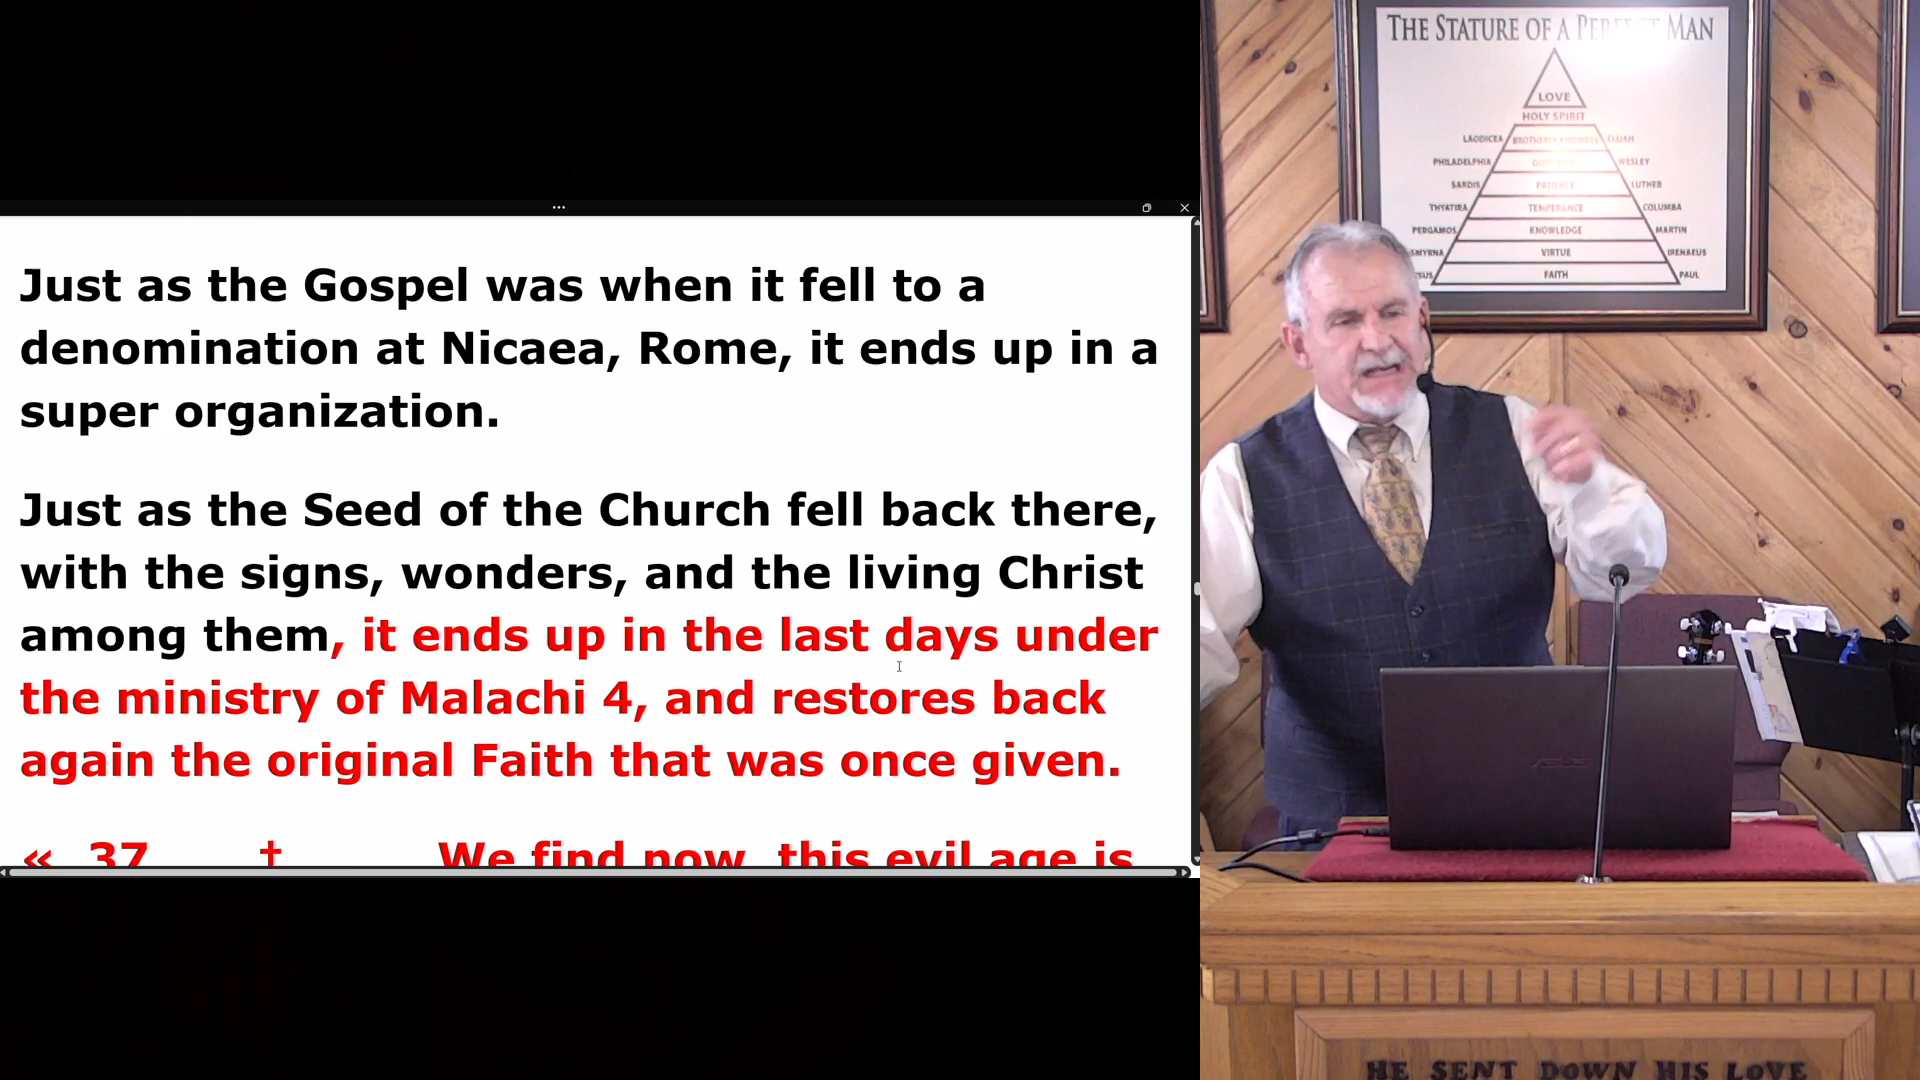 Just as the Gospel was when it fell to a
denomination at Nicaea, Rome, it ends up in a
super organization.
Just as the Seed of the Church fell back there,
with the signs, wonders, and the living Christ
among them, it ends up in the last days under
the ministry of Malachi 4, and restores back
again the original Faith that was once given.
« 37 † We find now, this evil age is
THE STATURE OF A PERFECT MAN
LOVE
HOLY SPIRIT
LAODICEA BROTHERLY KINDNESS ELIJAH
PHILADELPHIA WESLEY
SARDIS PATIENCE LUTHER
THYATIRA TEMPERANCE COLUMBA
PERGAMOS KNOWLEDGE MARTIN
SMYRNA VIRTUE IRENAEUS
FAITH PAUL
ASUS
HE SENT DOWN HIS LOVE